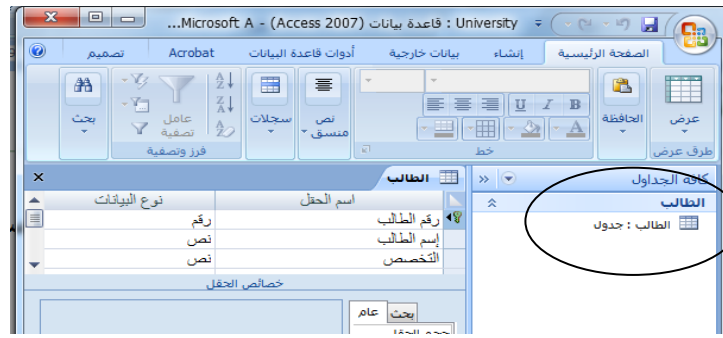 University : قاعدة بيانات (Access 2007) - Microsoft A...
الصفحة الرئيسية إنشاء بيانات خارجية أدوات قاعدة البيانات Acrobat تصميم
عرض الحافظة B I U نص منسق سجلات عامل تصفية بحث
طرق عرض خط فرز وتصفية
كافة الجداول
الطالب
الطالب : جدول
الطالب
اسم الحقل نوع البيانات
رقم الطالب رقم
إسم الطالب نص
التخصص نص
خصائص الحقل
عام بحث
حجم الحقل